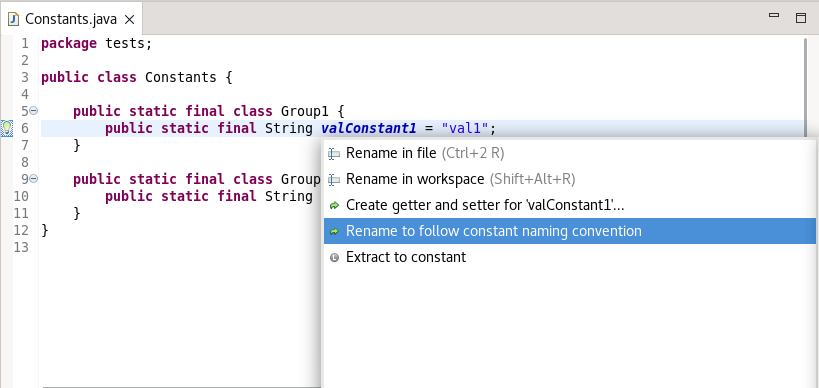 Constants.java
1 package tests;
2
3 public class Constants {
4
5 public static final class Group1 {
6 public static final String valConstant1 = "val1";
7 }
8
9 public static final class Group
10 public static final String
11 }
12 }
13
Rename in file (Ctrl+2 R)
Rename in workspace (Shift+Alt+R)
Create getter and setter for 'valConstant1'...
Rename to follow constant naming convention
Extract to constant